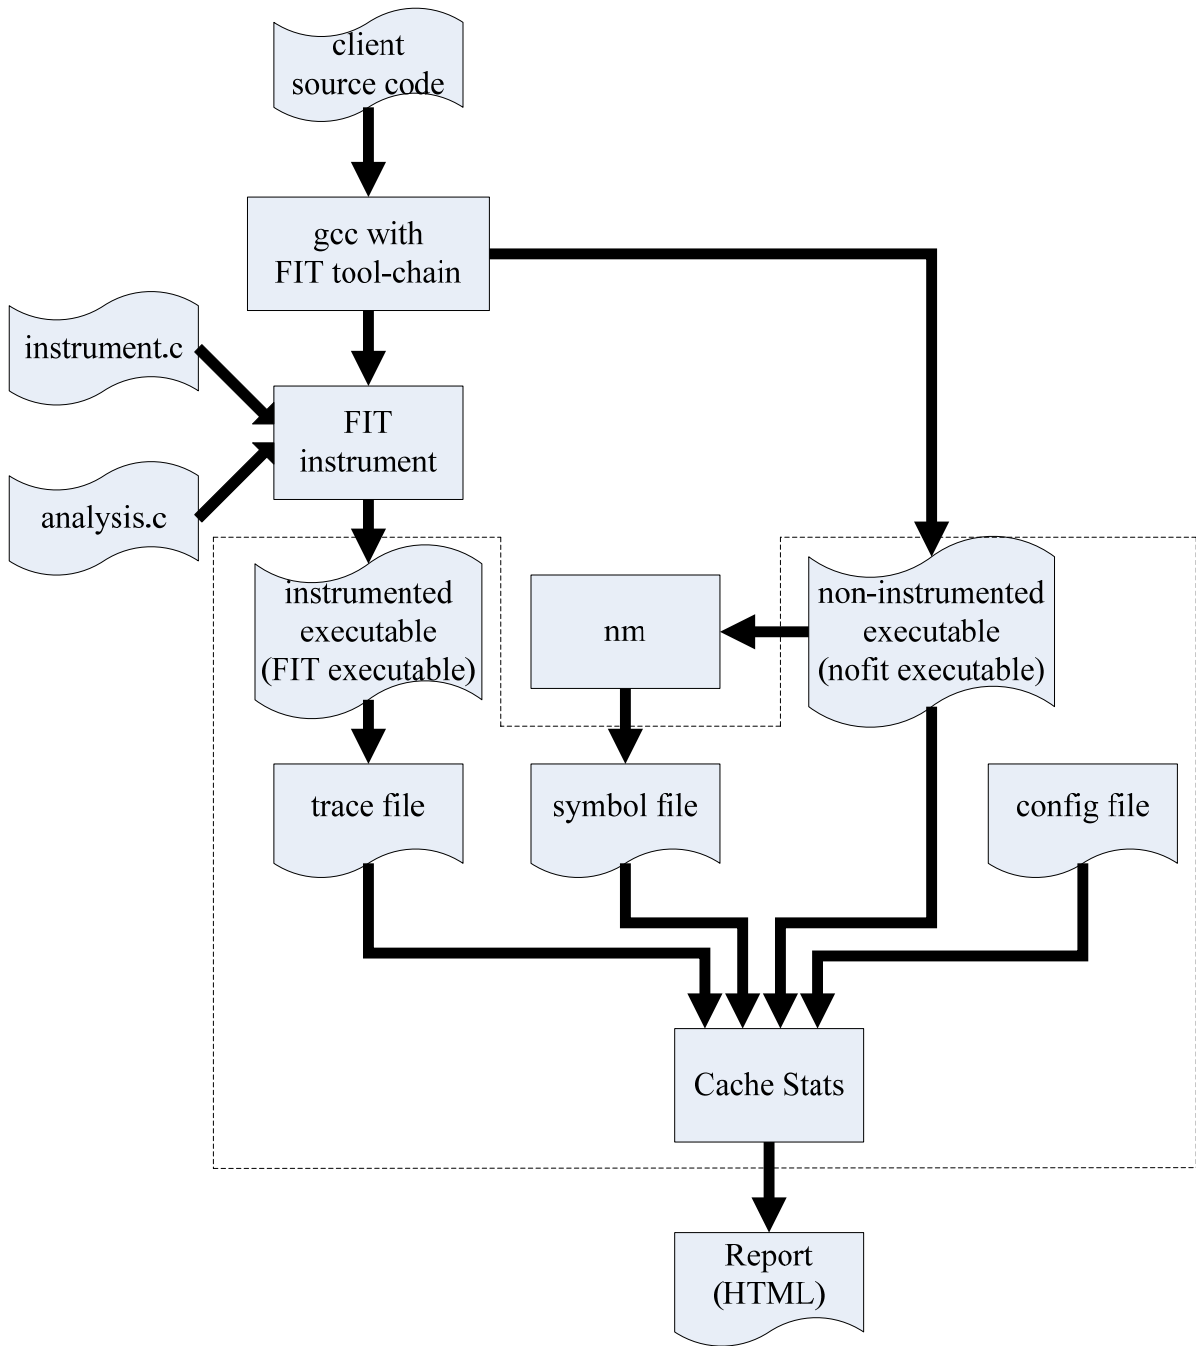 client
source code
gcc with
FIT tool-chain
instrument.c
FIT
instrument
analysis.c
instrumented
executable
(FIT executable)
nm
non-instrumented
executable
(nofit executable)
trace file
symbol file
config file
Cache Stats
Report
(HTML)